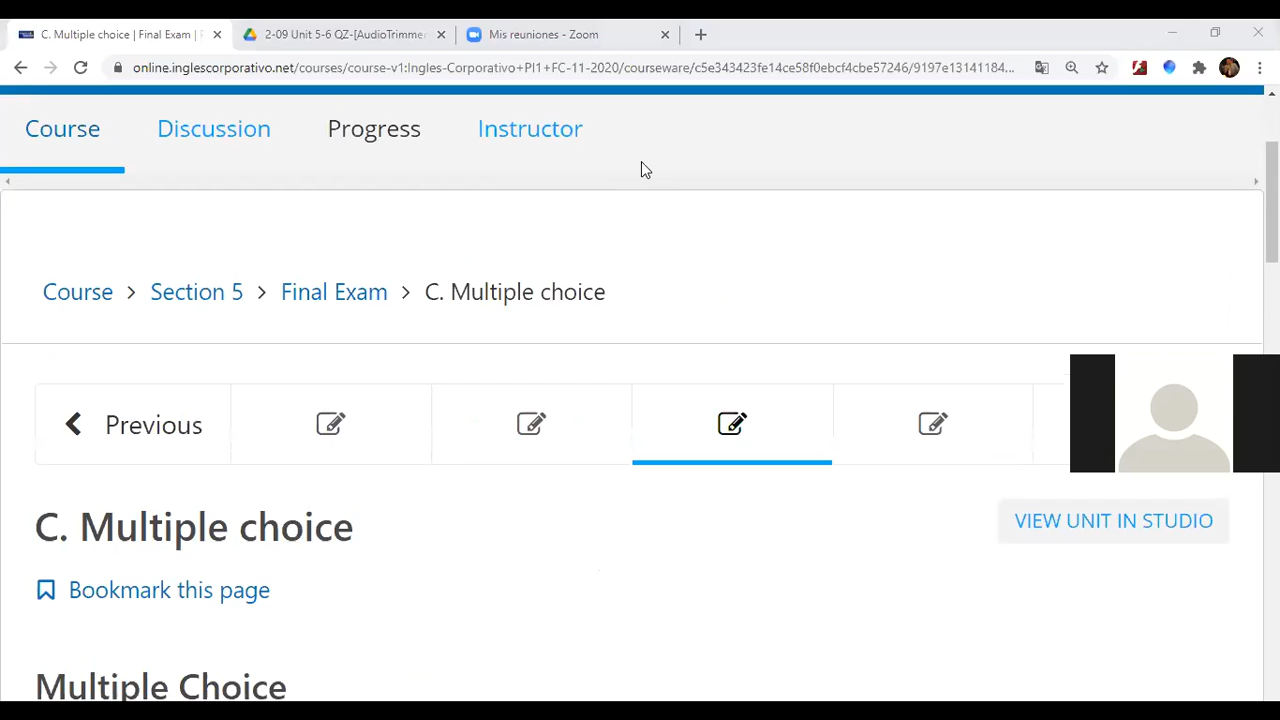 C. Multiple choice | Final Exam |
2-09 Unit 5-6 QZ-[AudioTrimmer
Mis reuniones - Zoom
online.inglescorporativo.net/courses/course-v1:Ingles-Corporativo+PI1+FC-11-2020/courseware/c5e343423fe14ce58f0ebcf4cbe57246/9197e13141184...
Course Discussion Progress Instructor
Course > Section 5 > Final Exam > C. Multiple choice
Previous
C. Multiple choice
VIEW UNIT IN STUDIO
Bookmark this page
Multiple Choice